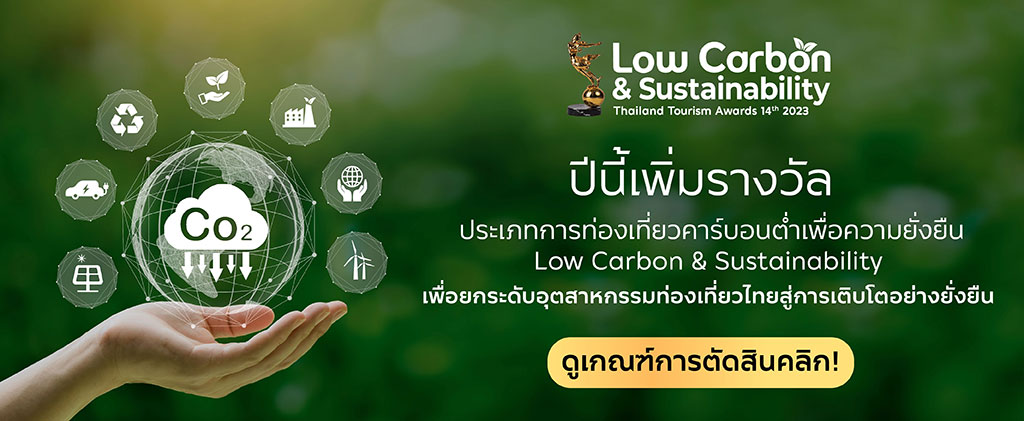 Low Carbon
& Sustainability
Thailand Tourism Awards 14th 2023
ปีนี้เพิ่มรางวัล
ประเภทการท่องเที่ยวคาร์บอนต่ำเพื่อความยั่งยืน
Low Carbon & Sustainability
เพื่อยกระดับอุตสาหกรรมท่องเที่ยวไทยสู่การเติบโตอย่างยั่งยืน
ดูเกณฑ์การตัดสินคลิก!
Co2